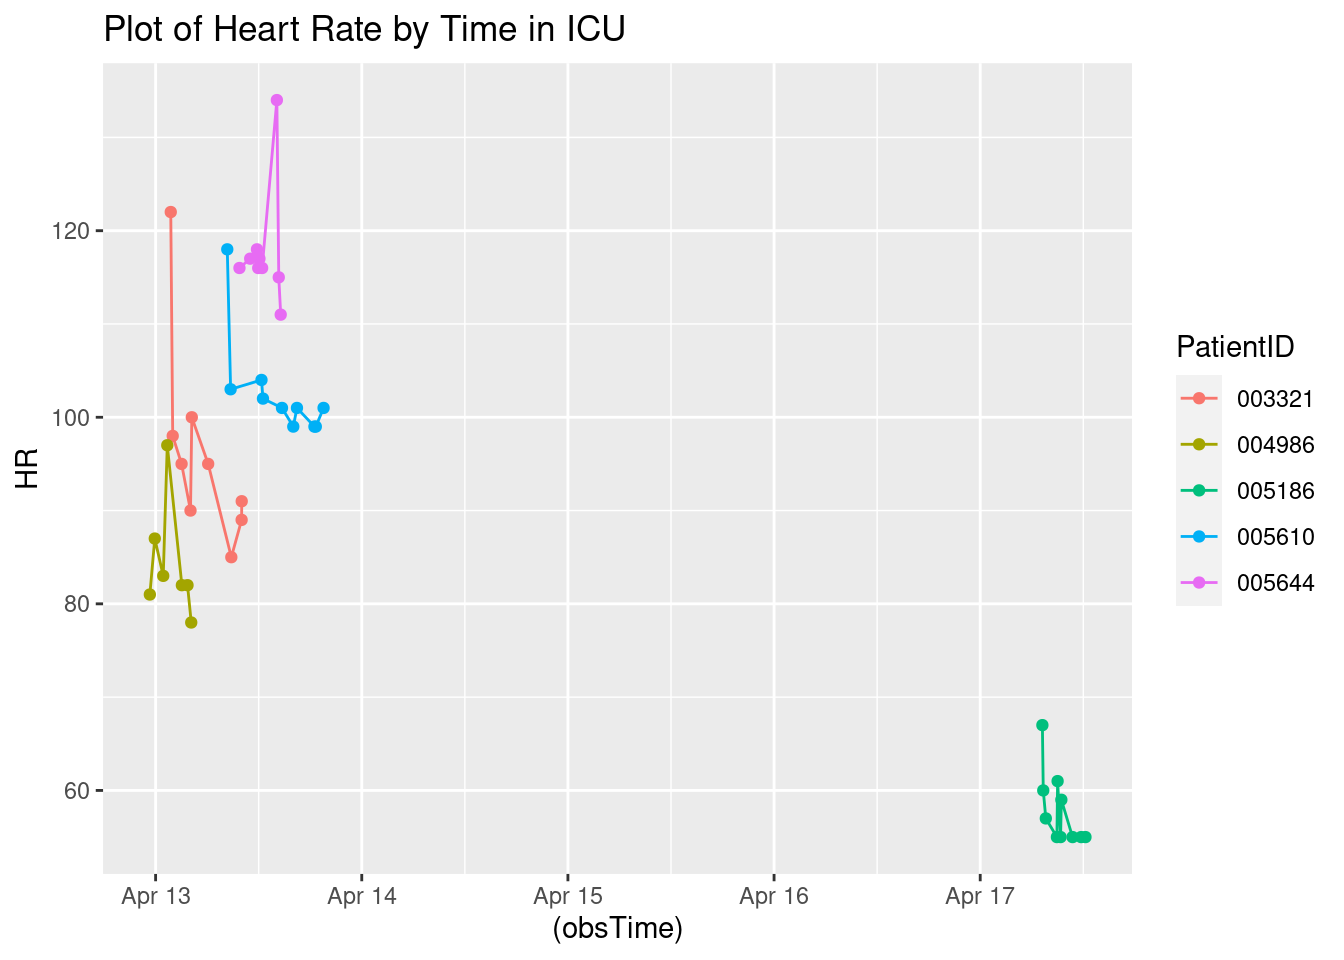 Plot of Heart Rate by Time in ICU
HR
120
100
80
60
Apr 13
Apr 14
Apr 15
Apr 16
Apr 17
(obsTime)
PatientID
003321
004986
005186
005610
005644